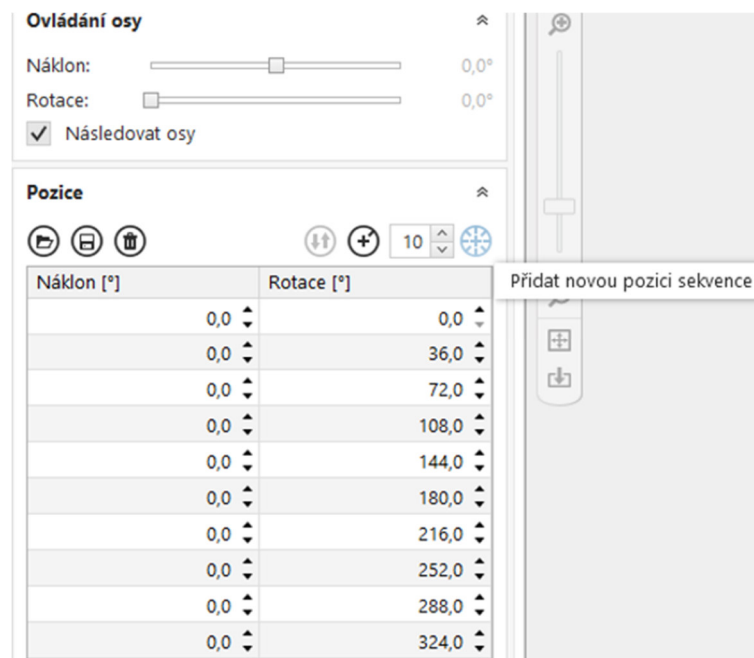 Ovládání osy
Náklon: 0,0°
Rotace: 0,0°
Následovat osy
Pozice
10
Přidat novou pozici sekvence
Náklon [°] Rotace [°]
0,0 0,0
0,0 36,0
0,0 72,0
0,0 108,0
0,0 144,0
0,0 180,0
0,0 216,0
0,0 252,0
0,0 288,0
0,0 324,0